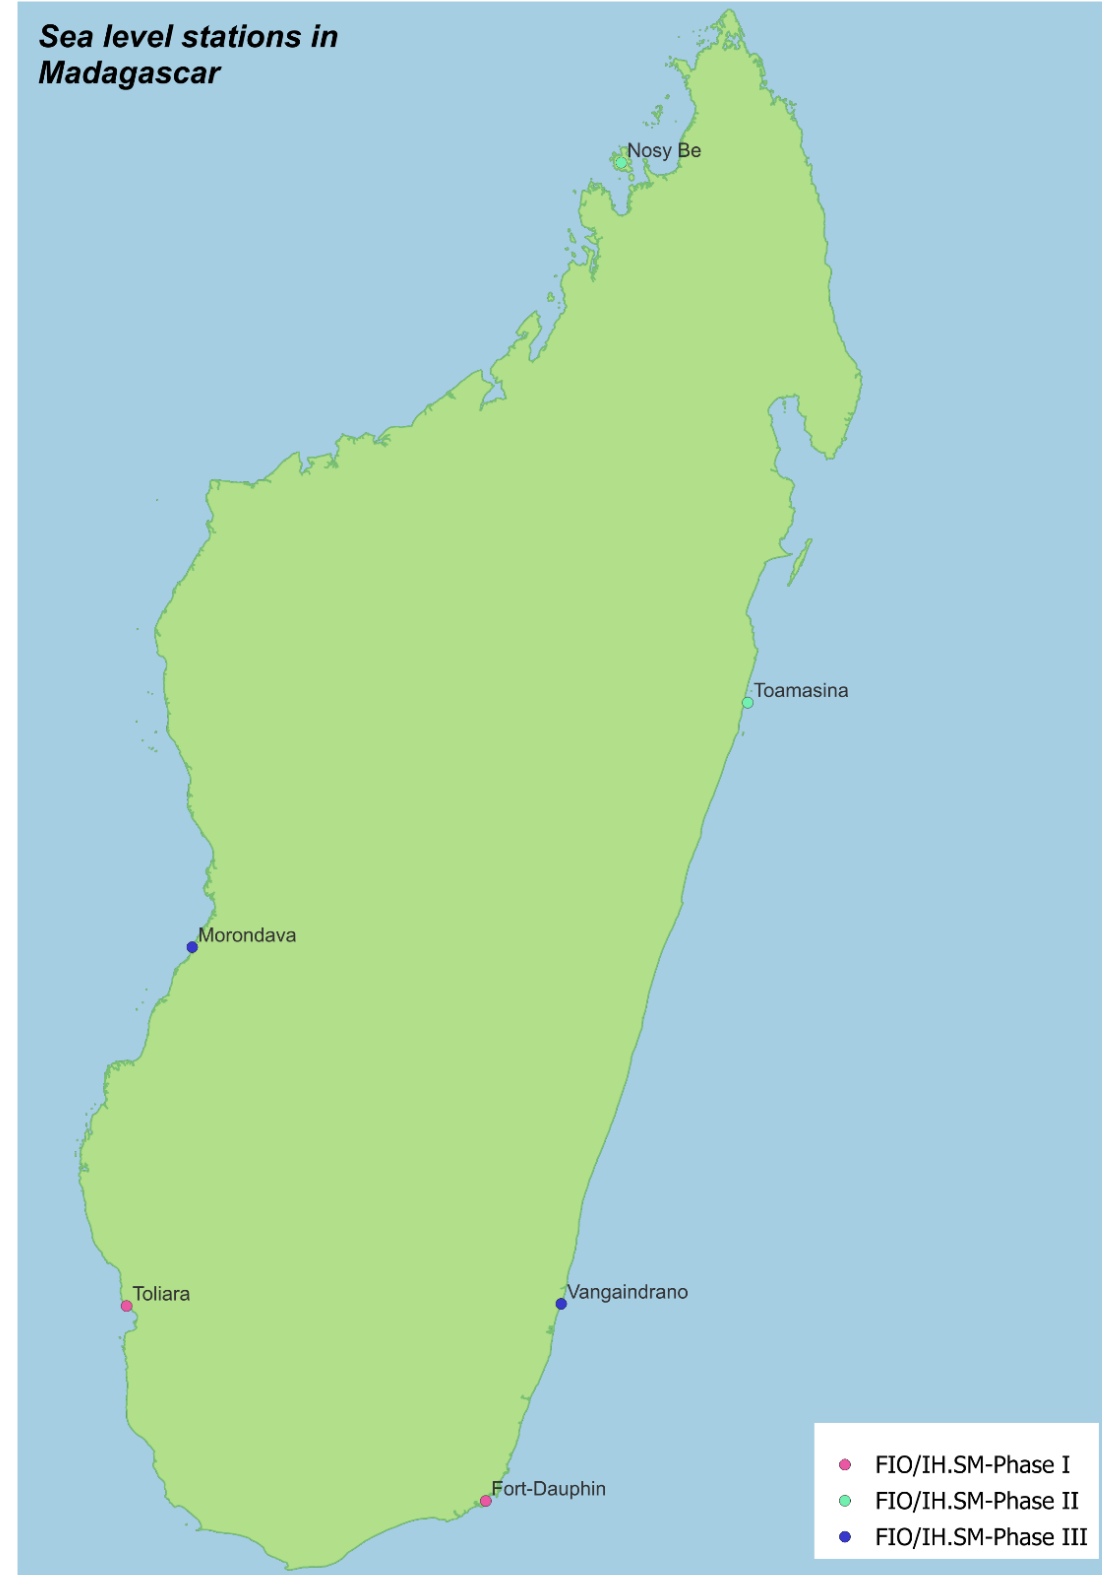 Sea level stations in
Madagascar
Nosy Be
Toamasina
Morondava
Vangaindrano
Toliara
Fort-Dauphin
FIO/IH.SM-Phase I
FIO/IH.SM-Phase II
FIO/IH.SM-Phase III